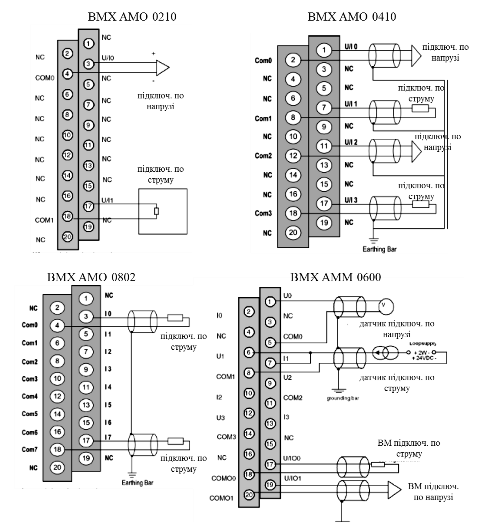 BMX AMO 0210
1
NC
NC
2
3
U/I0
+
COM0
4
-
5
NC
підключ. по
напрузі
NC
6
7
NC
NC
8
9
NC
NC
10
11
NC
NC
12
13
NC
підключ. по
струму
NC
14
15
NC
NC
16
17
U/I1
COM1
18
19
NC
NC
20
BMX AMO 0410
1
U/I 0
підключ. по
напрузі
Com0
2
3
NC
NC
4
5
NC
NC
6
7
U/I 1
підключ. по
струму
Com1
8
9
NC
NC
10
11
U/I 2
підключ. по
напрузі
Com2
12
13
NC
NC
14
15
NC
підключ. по
струму
NC
16
17
U/I 3
Com3
18
19
NC
NC
20
Earthing Bar
BMX AMO 0802
1
NC
NC
2
3
I0
Com0
4
підключ. по
струму
5
I1
Com1
6
7
I2
Com2
8
9
I3
Com3
10
11
I4
Com4
12
13
I5
Com5
14
15
I6
Com6
16
17
I7
Com7
18
підключ. по
струму
19
NC
NC
20
Earthing Bar
BMX AMM 0600
1
U0
V
I0
2
3
NC
датчик підключ. по
напрузі
NC
4
5
COM0
U1
6
7
I1
+ 2W -
+ 24VDC -
COM1
8
9
U2
датчик підключ. по
струму
NC
10
grounding bar
I2
12
11
COM2
U3
14
13
I3
COM3
16
15
NC
NC
18
17
U/IO0
ВМ підключ. по
струму
COMO0
19
U/IO1
COMO1
20
ВМ підключ.
по напрузі